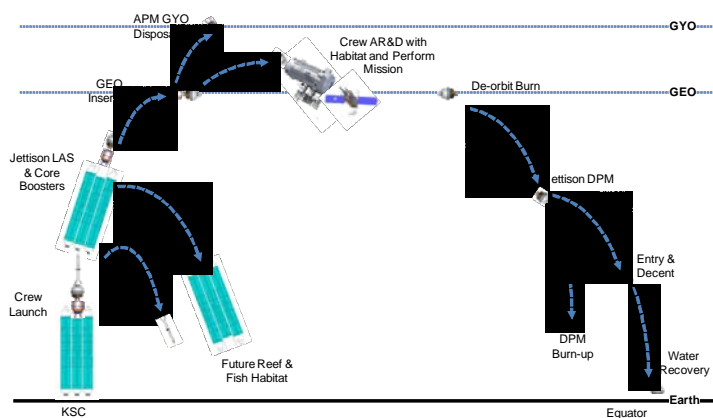 APM GYO
Disposa
GYO
Crew AR&D with
Habitat and Perform
Mission
GEO
Inser
De-orbit Burn
GEO
Jettison LAS
& Core
Boosters
ettison DPM
Entry &
Decent
Crew
Launch
DPM
Burn-up
Water
Recovery
Future Reef &
Fish Habitat
Earth
KSC
Equator